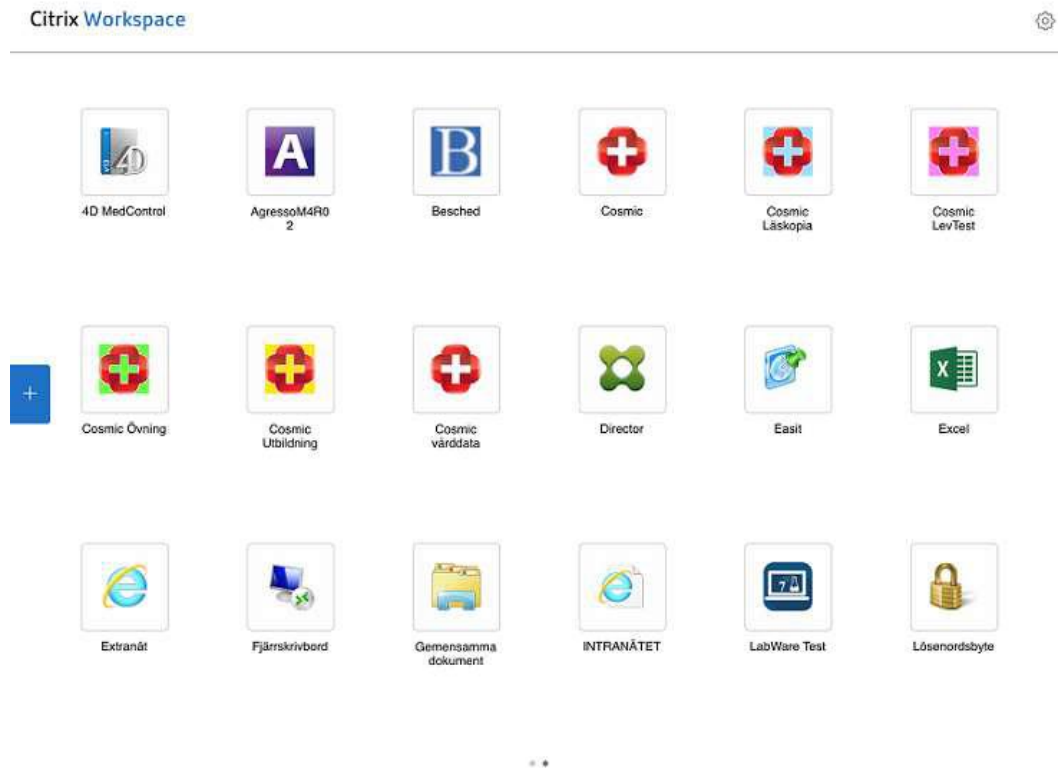 Citrix Workspace
4D MedControl
AgressoM4R0
2
Besched
Cosmic
Cosmic
Läskopia
Cosmic
LevTest
Cosmic Övning
Cosmic
Utbildning
Cosmic
vårddata
Director
Easit
Excel
Extranät
Fjärrskrivbord
Gemensamma
dokument
INTRANÄTET
LabWare Test
Lösenordsbyte